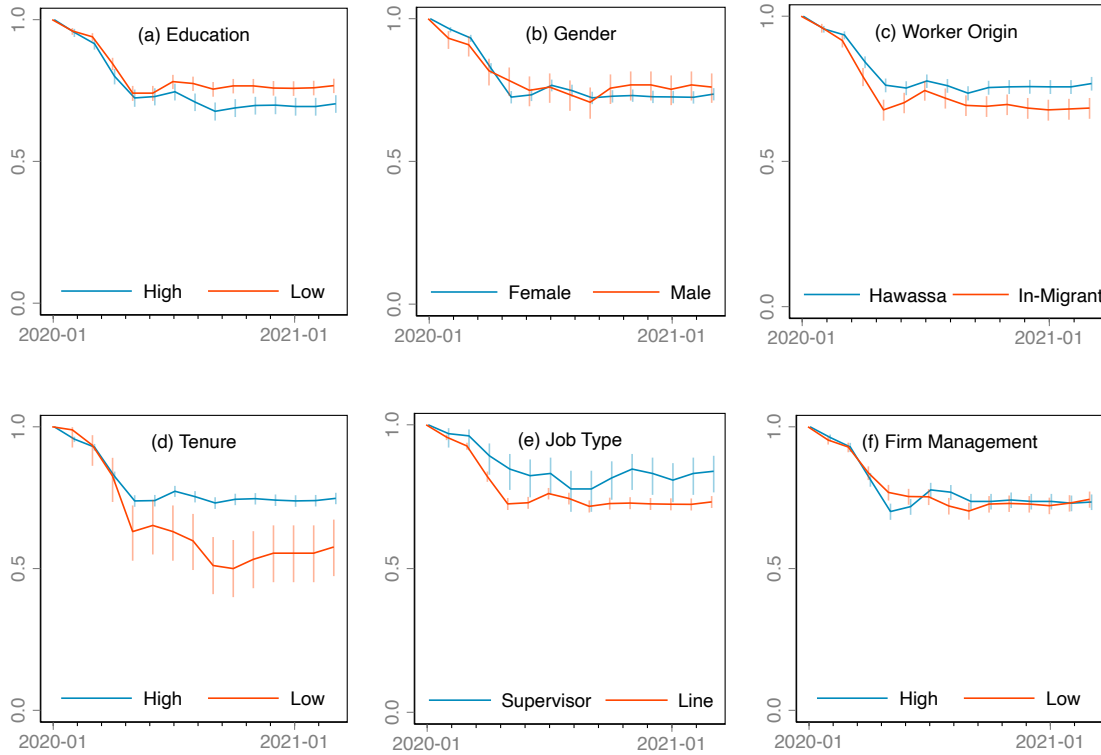 (a) Education
1.0
0.5
0.0
High
Low
2020-01
2021-01
(b) Gender
1.0
0.5
0.0
Female
Male
2020-01
2021-01
(c) Worker Origin
1.0
0.5
0.0
Hawassa
In-Migrant
2020-01
2021-01
(d) Tenure
1.0
0.5
0.0
High
Low
2020-01
2021-01
(e) Job Type
1.0
0.5
0.0
Supervisor
Line
2020-01
2021-01
(f) Firm Management
1.0
0.5
0.0
High
Low
2020-01
2021-01